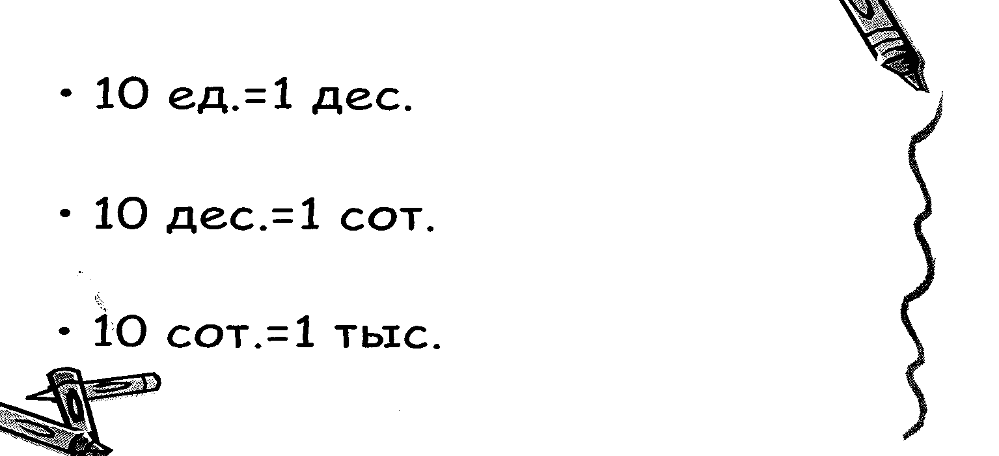 • 10 ед.=1 дес.
• 10 дес.=1 сот.
• 10 сот.=1 тыс.